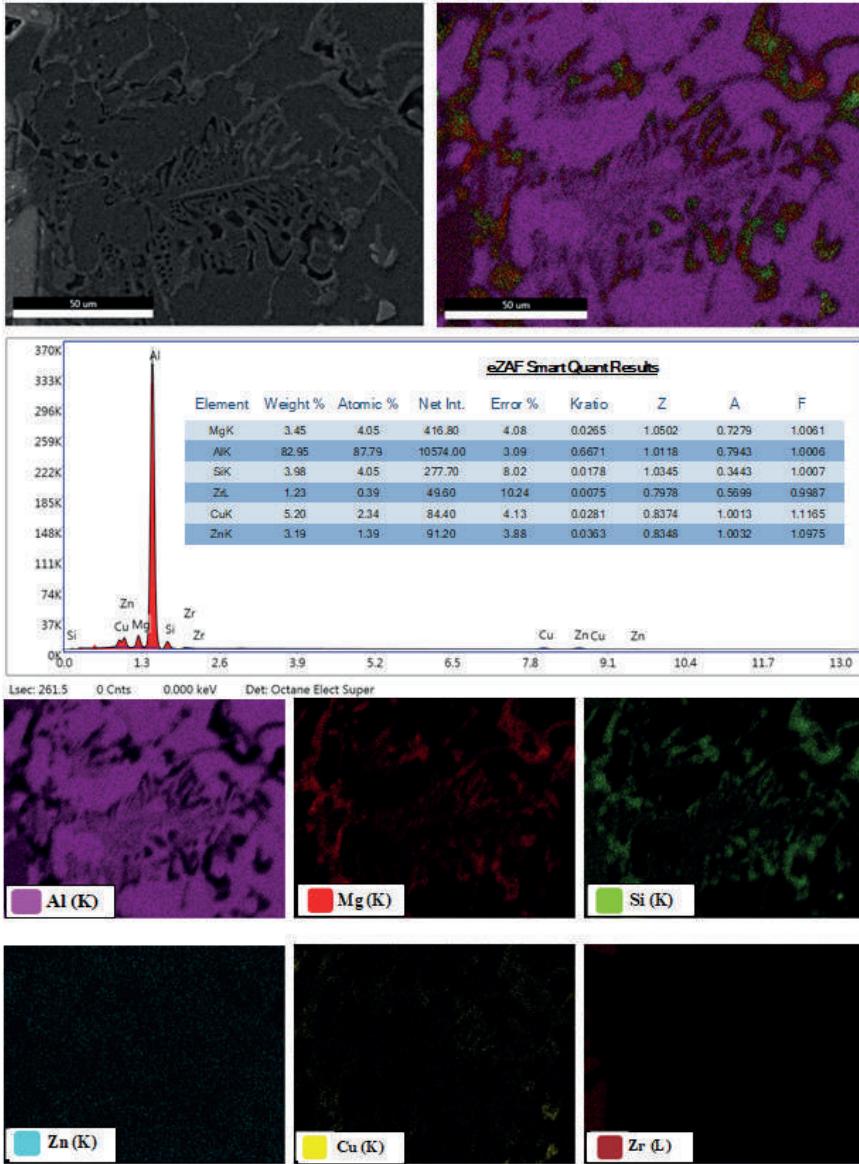 50 um
50 um
eZAF Smart Quant Results
Element Weight % Atomic % Net Int. Error % Kratio Z A F
MgK 3.45 4.05 416.80 4.08 0.0265 1.0502 0.7279 1.0061
AlK 82.95 87.79 10574.00 3.09 0.6671 1.0118 0.7943 1.0006
SiK 3.98 4.05 277.70 8.02 0.0178 1.0345 0.3443 1.0007
ZrL 1.23 0.39 49.60 10.24 0.0075 0.7978 0.5699 0.9987
CuK 5.20 2.34 84.40 4.13 0.0281 0.8374 1.0013 1.1165
ZnK 3.19 1.39 91.20 3.88 0.0363 0.8348 1.0032 1.0975
370K
333K
296K
259K
222K
185K
148K
111K
74K
37K
0K
Al
Si
Zn
Cu
Mg
Si
Zr
Zr
Cu
Zn
Cu
Zn
0.0 1.3 2.6 3.9 5.2 6.5 7.8 9.1 10.4 11.7 13.0
Lsec: 261.5 0 Cnts 0.000 keV Det: Octane Elect Super
Al (K)
Mg (K)
Si (K)
Zn (K)
Cu (K)
Zr (L)